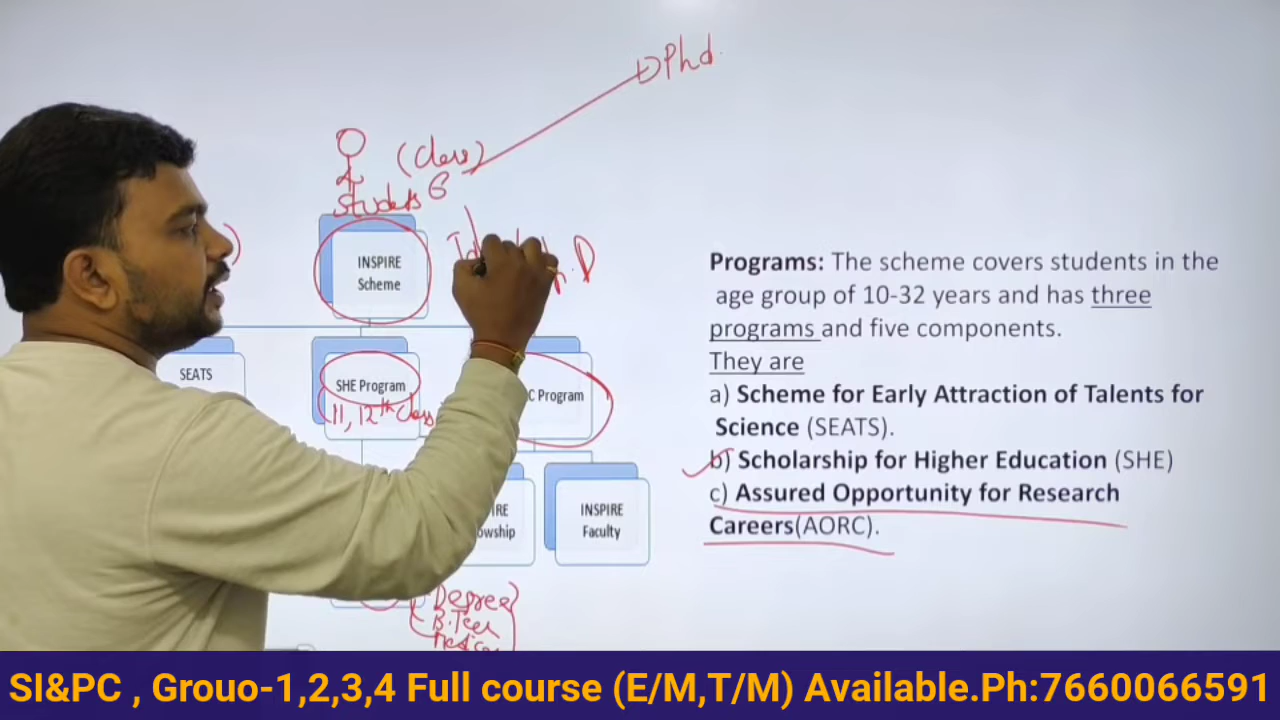 Phd.
(class)
Students 6
INSPIRE
Scheme
SEATS
SHE Program
11, 12th class
C Program
INSPIRE
Faculty
Degree
B.Tec
Programs: The scheme covers students in the
age group of 10-32 years and has three
programs and five components.
They are
a) Scheme for Early Attraction of Talents for
Science (SEATS).
b) Scholarship for Higher Education (SHE)
c) Assured Opportunity for Research
Careers(AORC).
SI&PC , Grouo-1,2,3,4 Full course (E/M,T/M) Available.Ph:7660066591